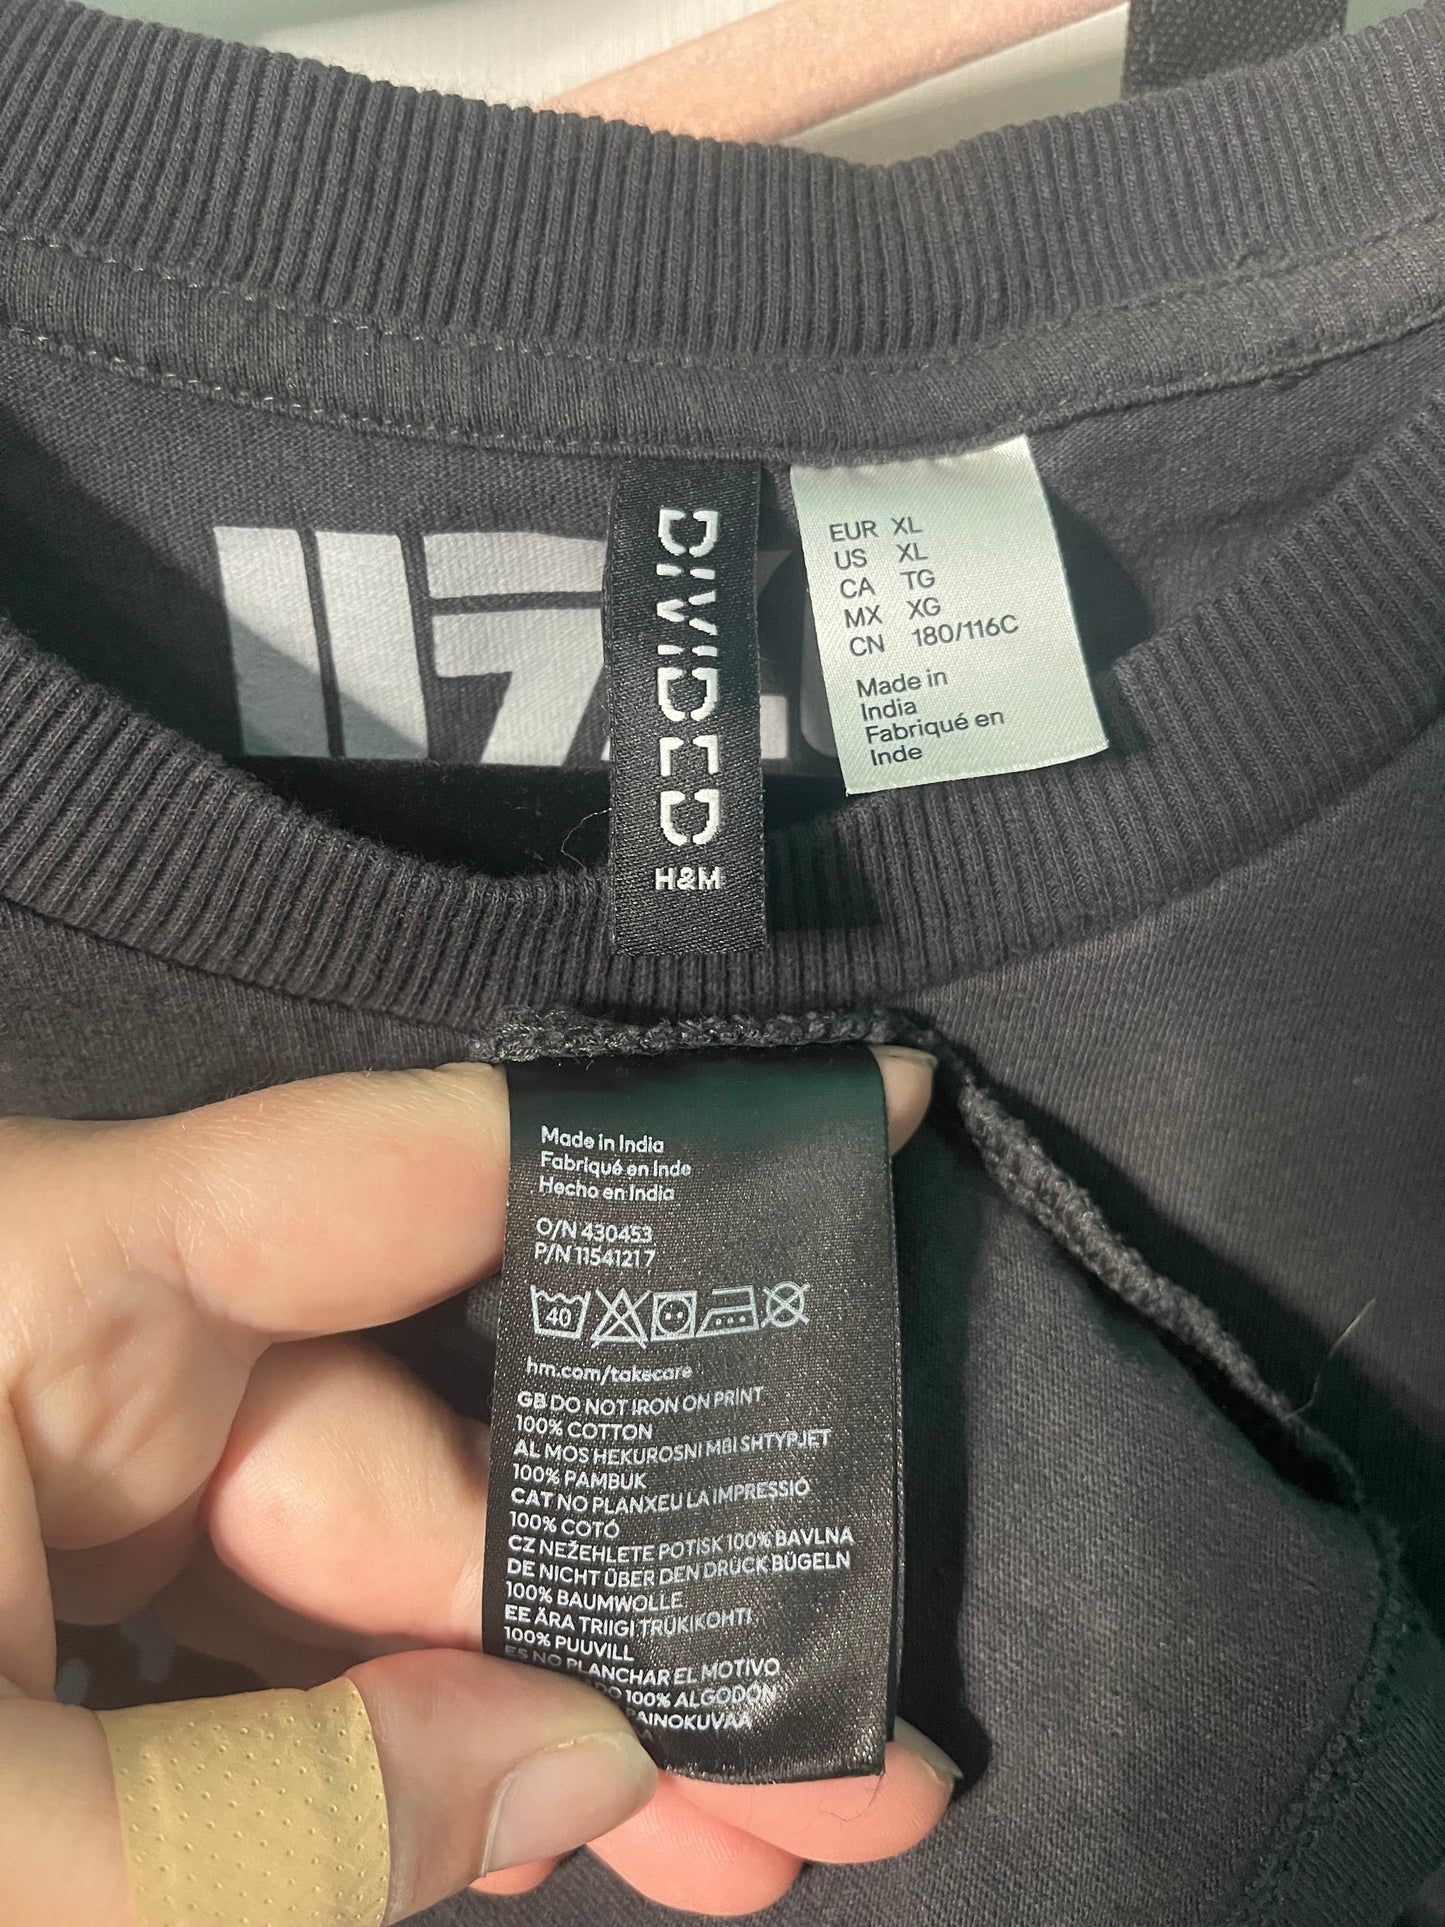 DIVIDED
H&M
EUR XL
US XL
CA TG
MX XG
CN 180/116C
Made in
India
Fabriqué en
Inde
Made in India
Fabriqué en Inde
Hecho en India
O/N 430453
P/N 11541217
40
hm.com/takecare
GB DO NOT IRON ON PRINT
100% COTTON
AL MOS HEKUROSNI MBI SHTYPJET
100% PAMBUK
CAT NO PLANXEU LA IMPRESSIÓ
100% COTÓ
CZ NEŽEHLETE POTISK 100% BAVLNA
DE NICHT ÜBER DEN DRUCK BÜGELN
100% BAUMWOLLE
EE ÄRA TRIIGI TRÜKIKOHTI
100% PUUVILL
ES NO PLANCHAR EL MOTIVO
100% ALGODÓN
PAINOKUVAA